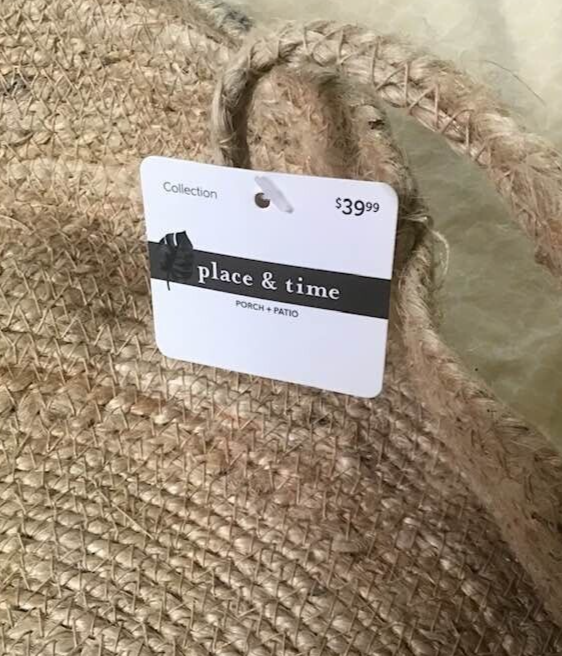 Collection
$39.99
place & time
PORCH + PATIO